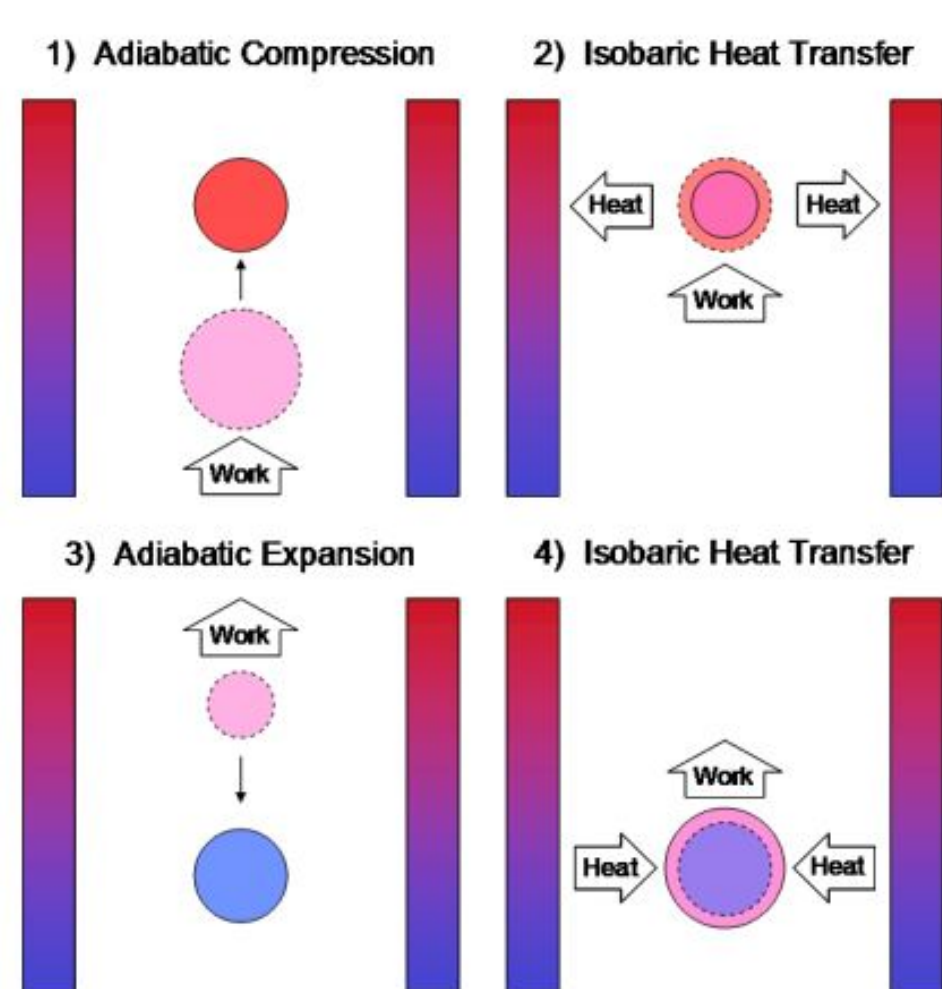 1) Adiabatic Compression
Work
2) Isobaric Heat Transfer
Heat
Heat
Work
3) Adiabatic Expansion
Work
4) Isobaric Heat Transfer
Work
Heat
Heat